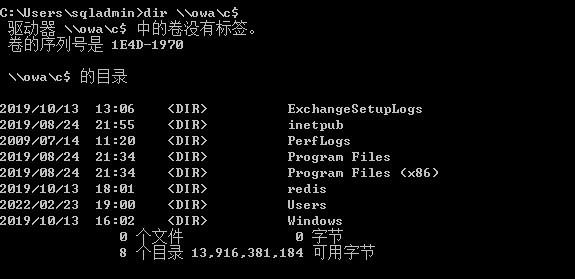 C:\Users\sqladmin>dir \\owa\c$
驱动器 \\owa\c$ 中的卷没有标签。
卷的序列号是 1E4D-1970
\\owa\c$ 的目录
2019/10/13  13:06    <DIR>          ExchangeSetupLogs
2019/08/24  21:55    <DIR>          inetpub
2009/07/14  11:20    <DIR>          PerfLogs
2019/08/24  21:34    <DIR>          Program Files
2019/08/24  21:34    <DIR>          Program Files (x86)
2019/10/13  18:01    <DIR>          redis
2022/02/23  19:00    <DIR>          Users
2019/10/13  16:02    <DIR>          Windows
0 个文件              0 字节
8 个目录 13,916,381,184 可用字节